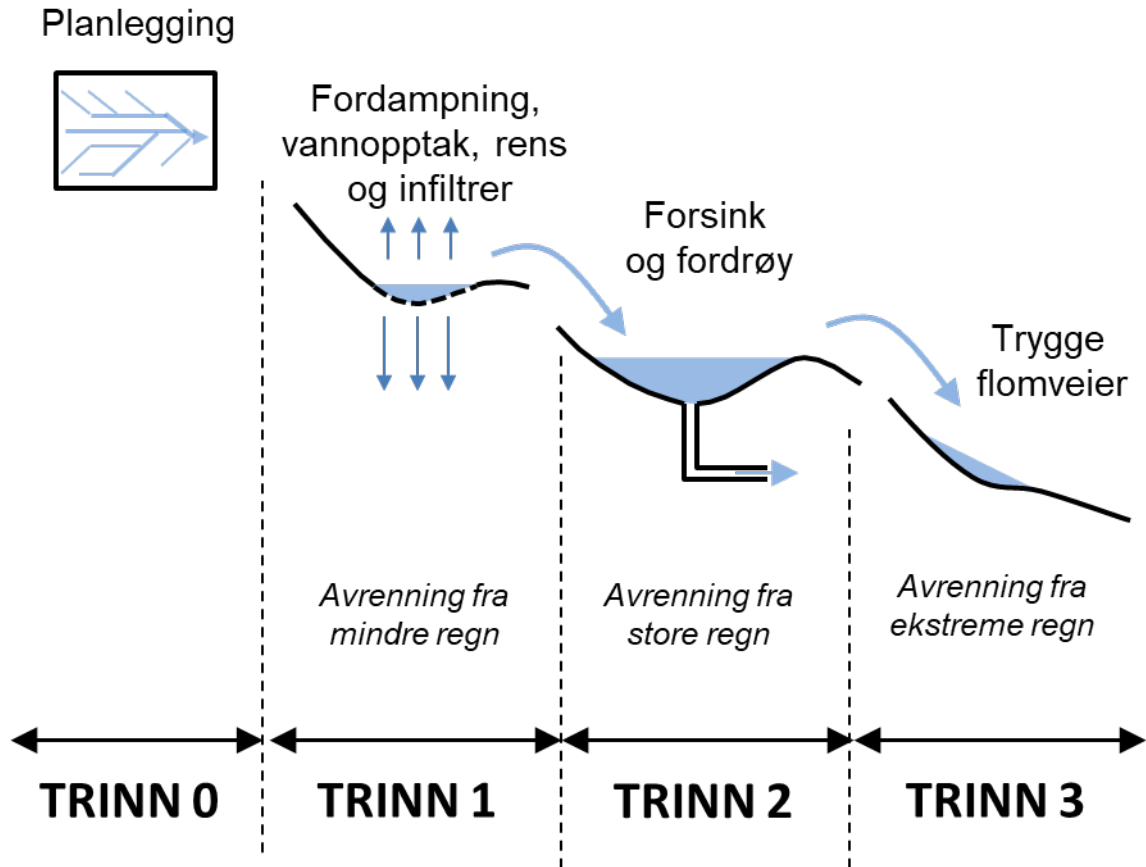 Planlegging
Fordampning,
vannopptak, rens
og infiltrer
Forsink
og fordrøy
Trygge
flomveier
Avrenning fra
mindre regn
Avrenning fra
store regn
Avrenning fra
ekstreme regn
TRINN 0
TRINN 1
TRINN 2
TRINN 3